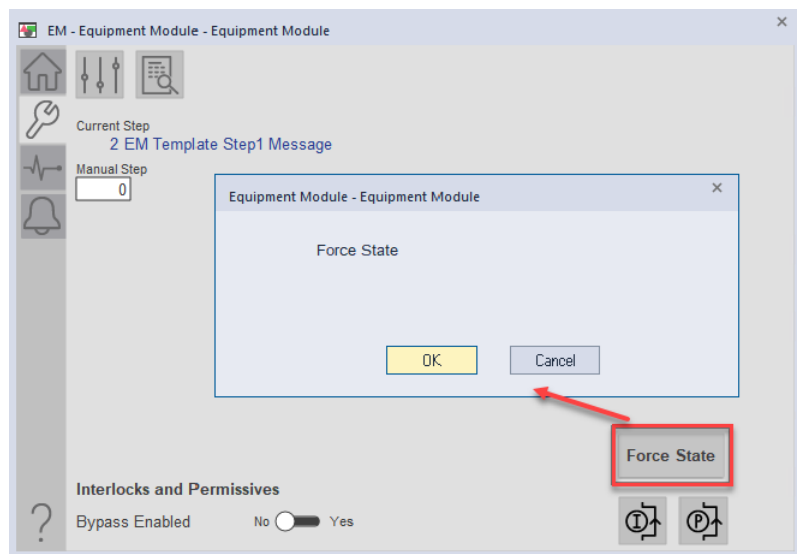 EM - Equipment Module - Equipment Module
Current Step
2 EM Template Step1 Message
Manual Step
0
Equipment Module - Equipment Module
Force State
OK
Cancel
Force State
Interlocks and Permissives
Bypass Enabled No Yes
I
P
?